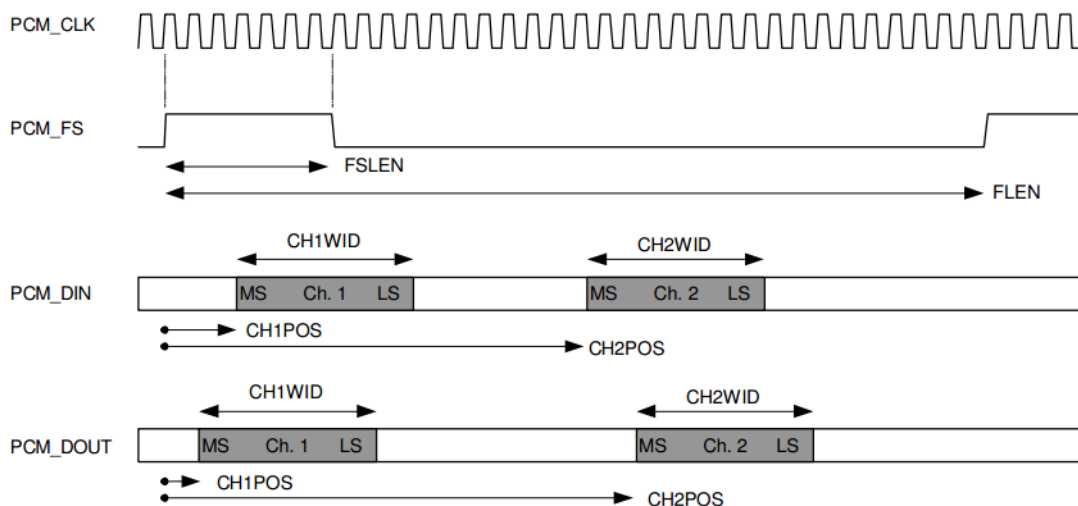 PCM_CLK
PCM_FS
FSLEN
FLEN
CH1WID CH2WID
PCM_DIN MS Ch. 1 LS MS Ch. 2 LS
CH1POS
CH2POS
CH1WID CH2WID
PCM_DOUT MS Ch. 1 LS MS Ch. 2 LS
CH1POS
CH2POS